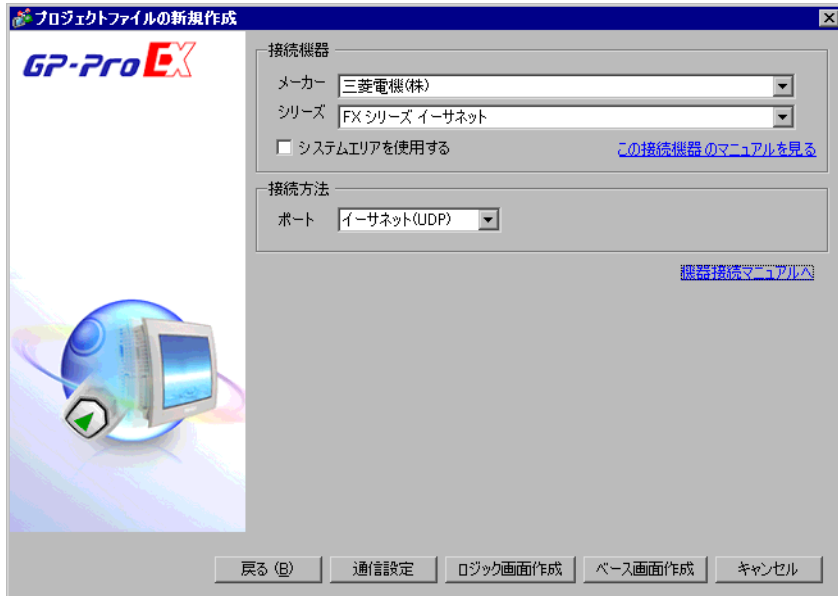 プロジェクトファイルの新規作成
GP-Pro EX
接続機器
メーカー 三菱電機(株)
シリーズ FX シリーズ イーサネット
システムエリアを使用する この接続機器のマニュアルを見る
接続方法
ポート イーサネット(UDP)
機器接続マニュアルへ
戻る (B) 通信設定 ロジック画面作成 ベース画面作成 キャンセル